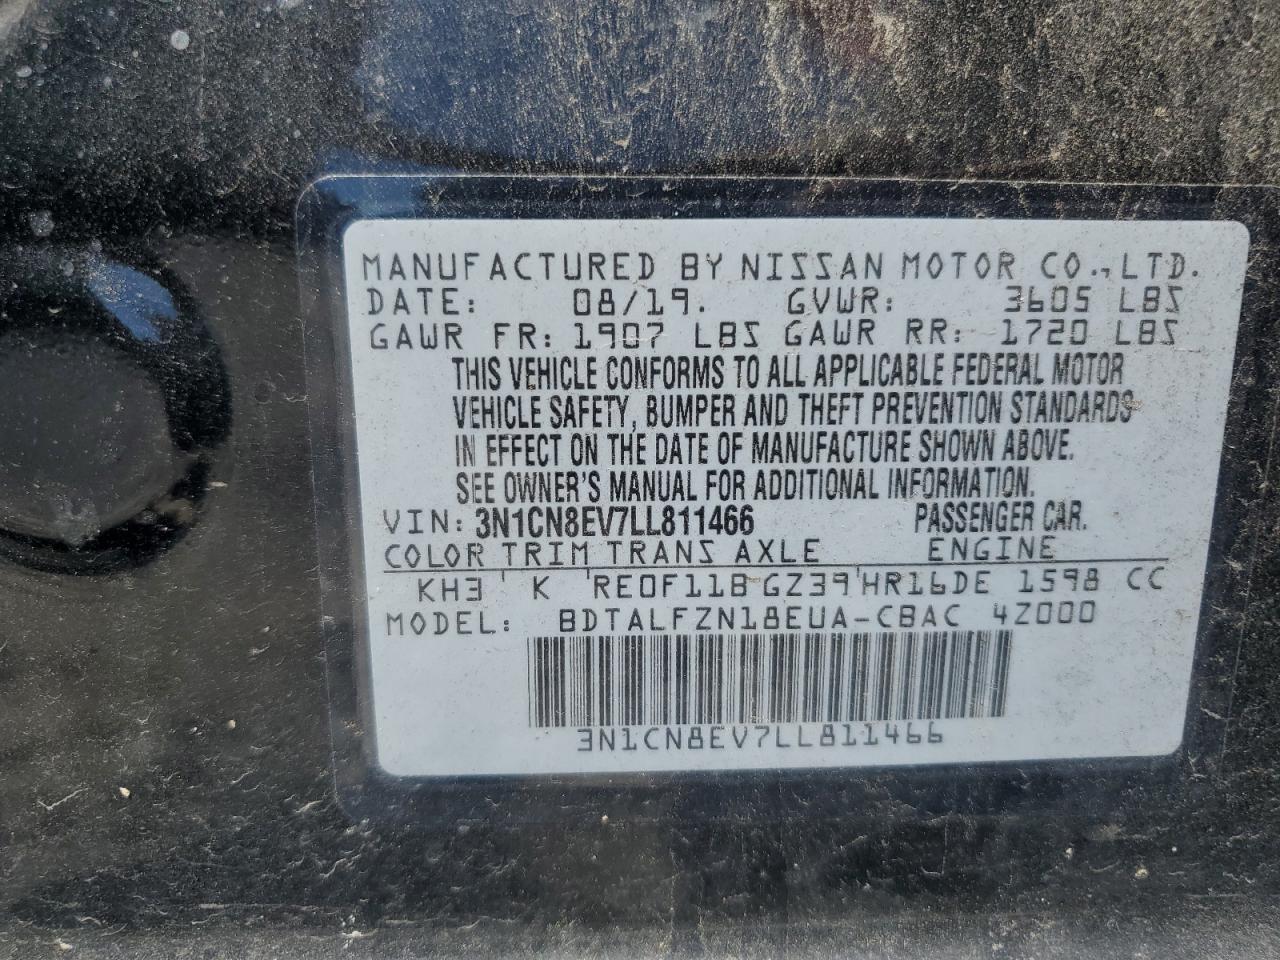 MANUFACTURED BY NISSAN MOTOR CO., LTD.
DATE: 08/19. GVWR: 3605 LBS
GAWR FR: 1907 LBS GAWR RR: 1720 LBS
THIS VEHICLE CONFORMS TO ALL APPLICABLE FEDERAL MOTOR
VEHICLE SAFETY, BUMPER AND THEFT PREVENTION STANDARDS
IN EFFECT ON THE DATE OF MANUFACTURE SHOWN ABOVE.
SEE OWNER'S MANUAL FOR ADDITIONAL INFORMATION.
VIN: 3N1CN8EV7LL811466 PASSENGER CAR.
COLOR TRIM TRANS AXLE ENGINE
KH3 K RE0F11B GZ39 HR16DE 1598 CC
MODEL: BDTALFZN18EUA-CBAC 4Z000
3N1CN8EV7LL811466